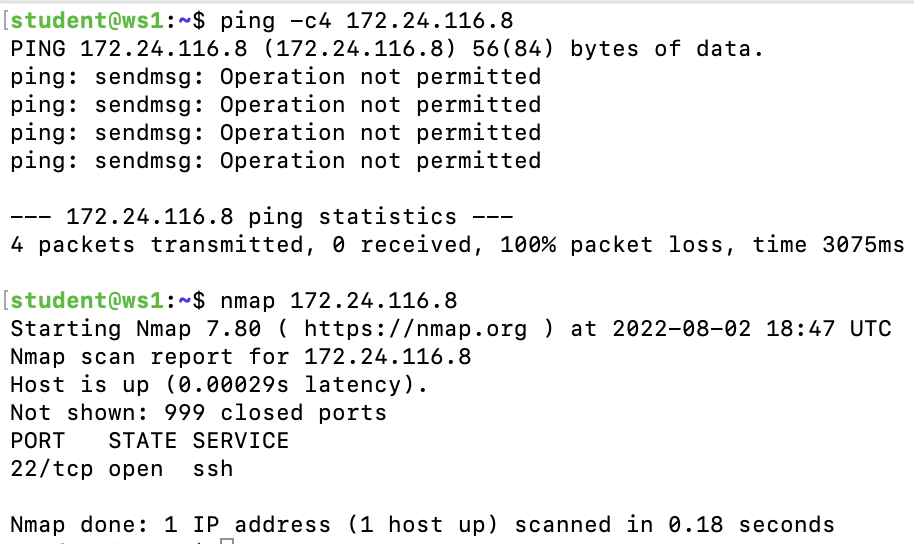 [student@ws1:~$ ping -c4 172.24.116.8
PING 172.24.116.8 (172.24.116.8) 56(84) bytes of data.
ping: sendmsg: Operation not permitted
ping: sendmsg: Operation not permitted
ping: sendmsg: Operation not permitted
ping: sendmsg: Operation not permitted
--- 172.24.116.8 ping statistics ---
4 packets transmitted, 0 received, 100% packet loss, time 3075ms
[student@ws1:~$ nmap 172.24.116.8
Starting Nmap 7.80 ( https://nmap.org ) at 2022-08-02 18:47 UTC
Nmap scan report for 172.24.116.8
Host is up (0.00029s latency).
Not shown: 999 closed ports
PORT   STATE SERVICE
22/tcp open  ssh
Nmap done: 1 IP address (1 host up) scanned in 0.18 seconds